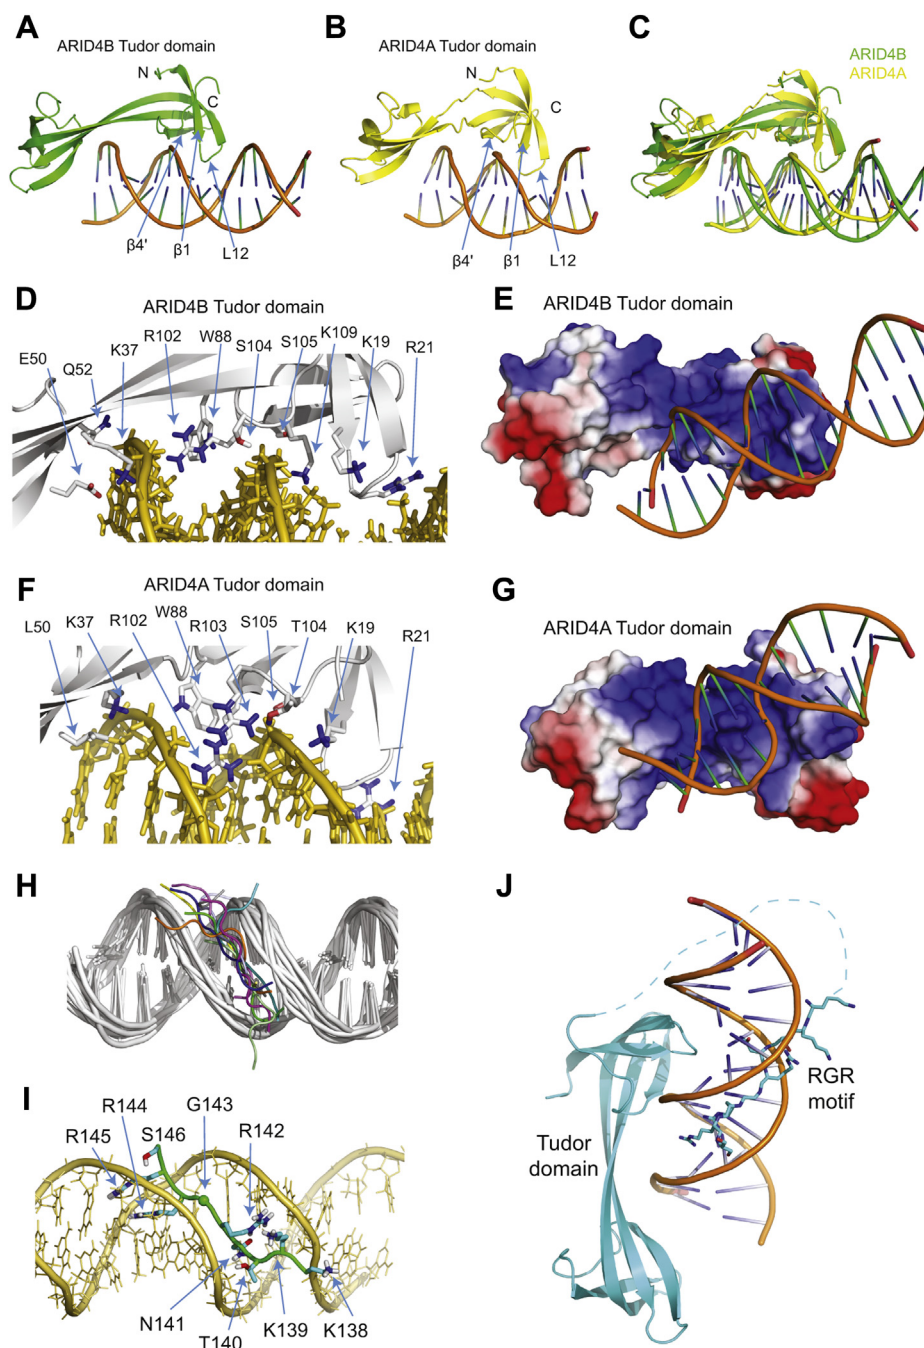 A
ARID4B Tudor domain
N
C
β4'
β1
L12
B
ARID4A Tudor domain
N
C
β4'
β1
L12
C
ARID4B
ARID4A
D
ARID4B Tudor domain
E50
Q52
K37
R102
W88
S104
S105
K109
K19
R21
E
ARID4B Tudor domain
F
ARID4A Tudor domain
L50
K37
R102
W88
R103
S105
T104
K19
R21
G
ARID4A Tudor domain
H
I
R145
R144
S146
G143
R142
N141
T140
K139
K138
J
Tudor
domain
RGR
motif